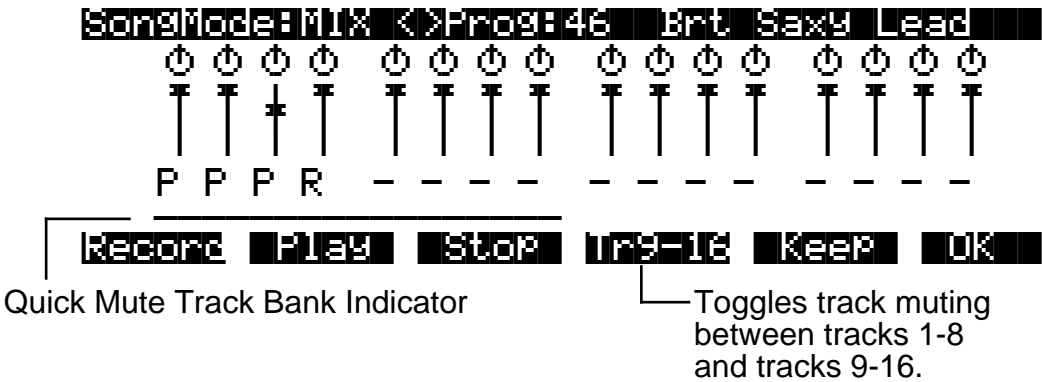 SongMode:MIX <>Prog:46 Brt Saxy Lead
P P P R - - - - - - - - - - - -
Record Play Stop Tr9-16 Keep OK
Quick Mute Track Bank Indicator
Toggles track muting
between tracks 1-8
and tracks 9-16.